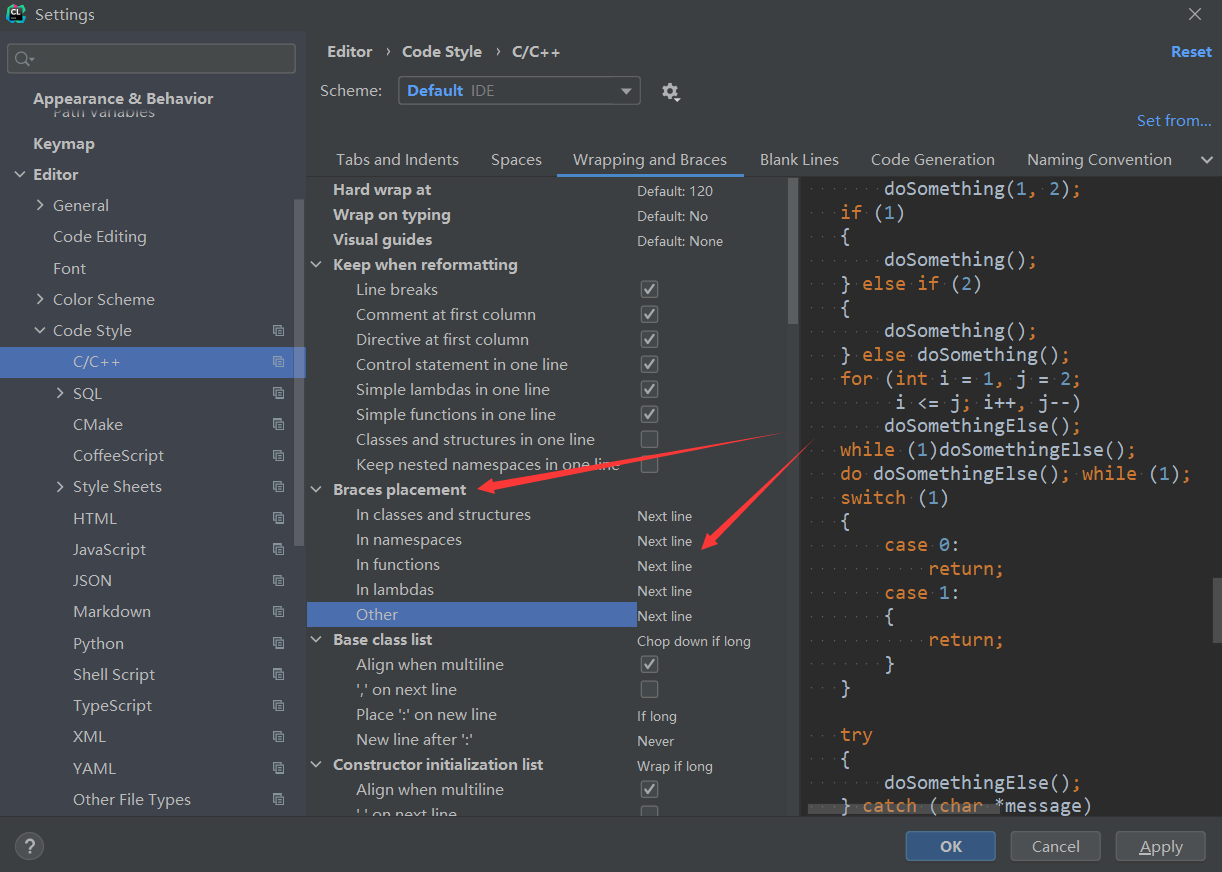 CL
Settings
Editor › Code Style › C/C++
Reset
Scheme: Default IDE
Set from...
Appearance & Behavior
Path Variables
Keymap
Editor
General
Code Editing
Font
Color Scheme
Code Style
C/C++
SQL
CMake
CoffeeScript
Style Sheets
HTML
JavaScript
JSON
Markdown
Python
Shell Script
TypeScript
XML
YAML
Other File Types
Tabs and Indents Spaces Wrapping and Braces Blank Lines Code Generation Naming Convention
Hard wrap at Default: 120
Wrap on typing Default: No
Visual guides Default: None
Keep when reformatting
Line breaks
Comment at first column
Directive at first column
Control statement in one line
Simple lambdas in one line
Simple functions in one line
Classes and structures in one line
Keep nested namespaces in one line
Braces placement
In classes and structures Next line
In namespaces Next line
In functions Next line
In lambdas Next line
Other Next line
Base class list Chop down if long
Align when multiline
',' on next line
Place ':' on new line If long
New line after ':' Never
Constructor initialization list Wrap if long
Align when multiline
',' on next line
doSomething(1, 2);
if (1)
{
doSomething();
} else if (2)
{
doSomething();
} else doSomething();
for (int i = 1, j = 2;
i <= j; i++, j--)
doSomethingElse();
while (1)doSomethingElse();
do doSomethingElse(); while (1);
switch (1)
{
case 0:
return;
case 1:
{
return;
}
}
try
{
doSomethingElse();
} catch (char *message)
?
OK Cancel Apply